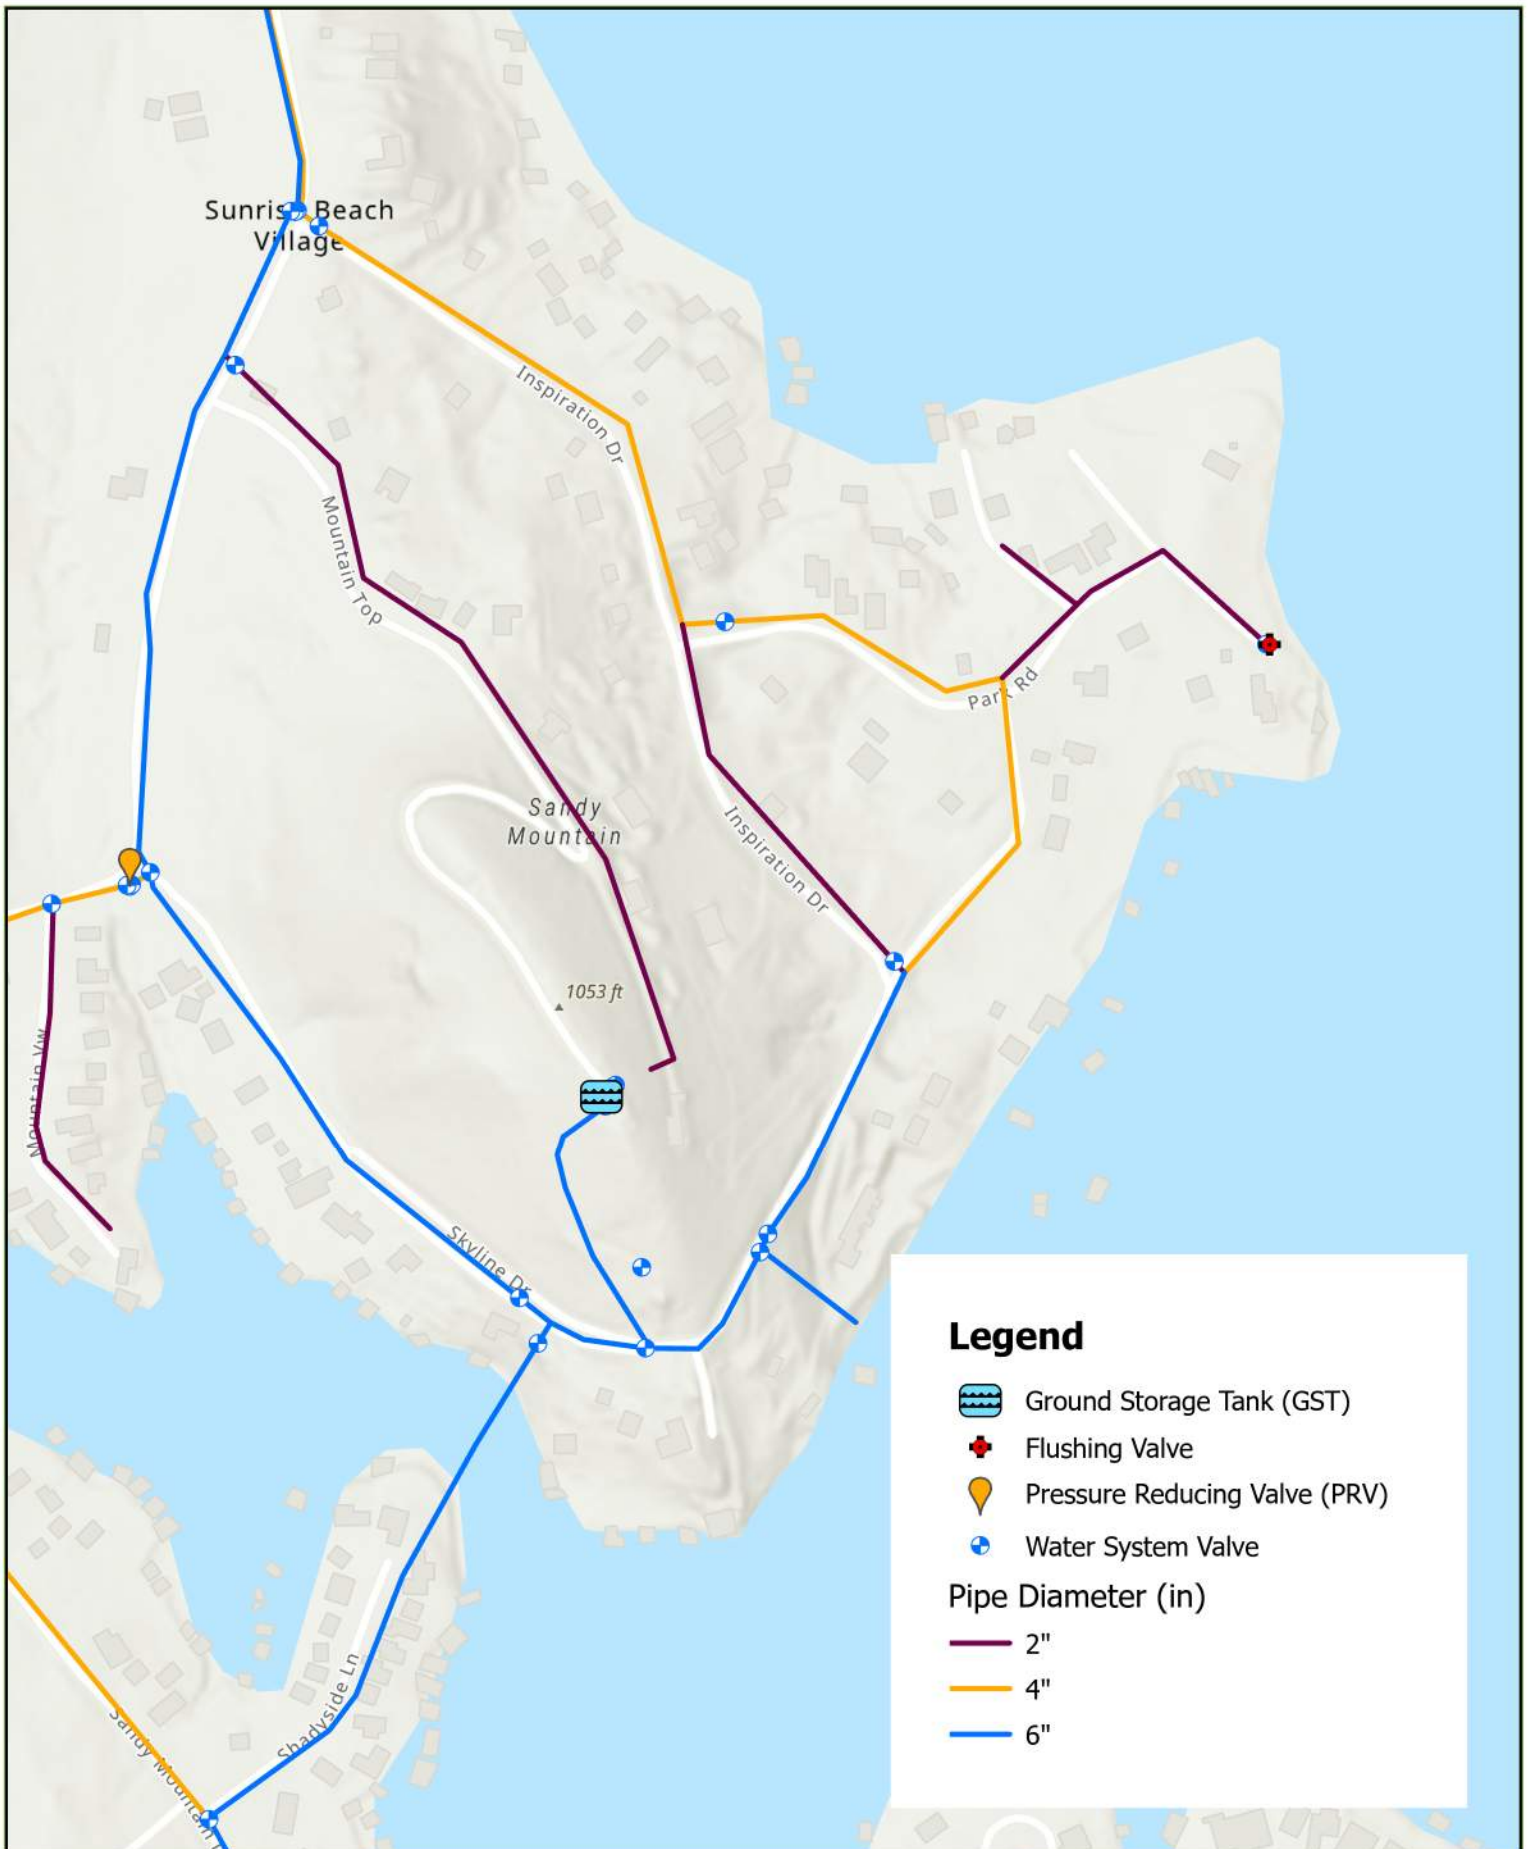 Sunrise Beach
Village
Inspiration Dr
Mountain Top
Park Rd
Sandy
Mountain
Inspiration Dr
1053 ft
Mountain Vw
Skyline Dr
Shadyside Ln
Sandy Mountain
Legend
Ground Storage Tank (GST)
Flushing Valve
Pressure Reducing Valve (PRV)
Water System Valve
Pipe Diameter (in)
2"
4"
6"